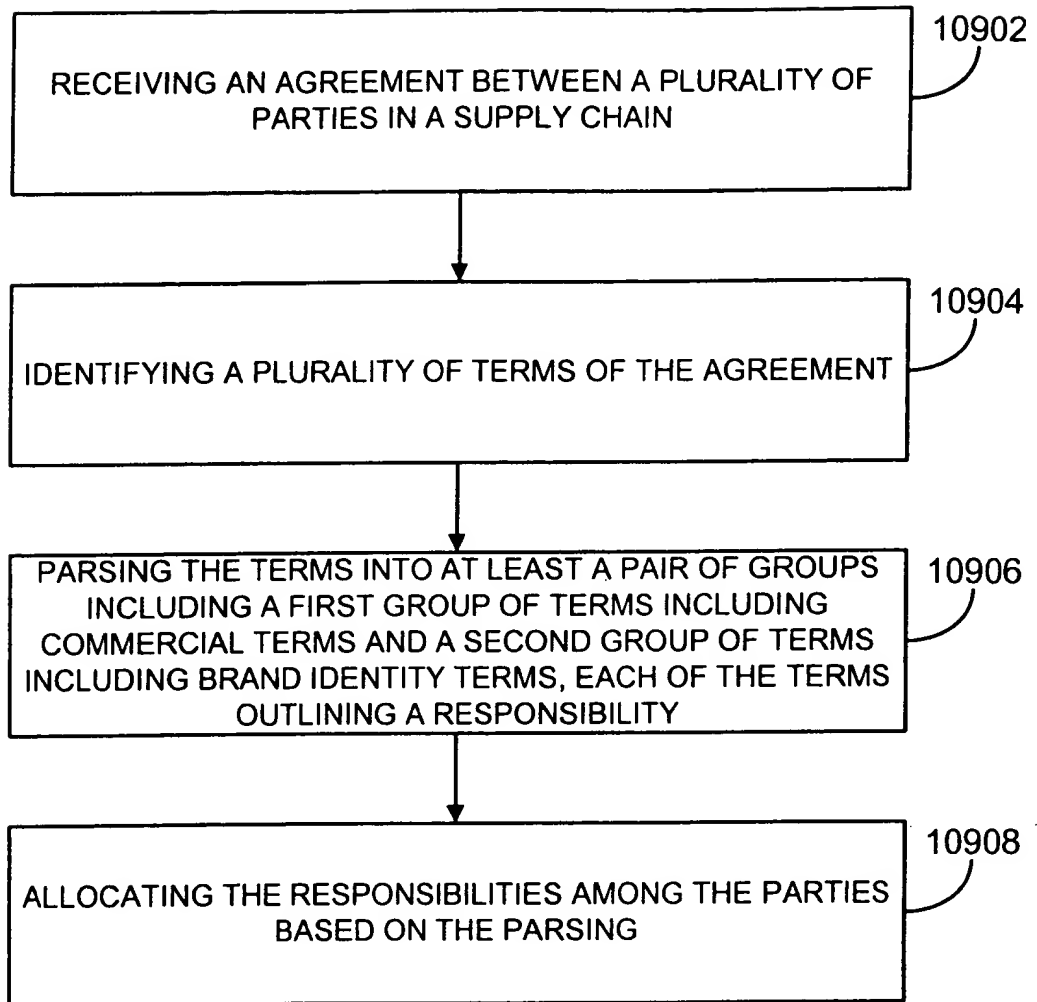 10902
RECEIVING AN AGREEMENT BETWEEN A PLURALITY OF
PARTIES IN A SUPPLY CHAIN
10904
IDENTIFYING A PLURALITY OF TERMS OF THE AGREEMENT
10906
PARSING THE TERMS INTO AT LEAST A PAIR OF GROUPS
INCLUDING A FIRST GROUP OF TERMS INCLUDING
COMMERCIAL TERMS AND A SECOND GROUP OF TERMS
INCLUDING BRAND IDENTITY TERMS, EACH OF THE TERMS
OUTLINING A RESPONSIBILITY
10908
ALLOCATING THE RESPONSIBILITIES AMONG THE PARTIES
BASED ON THE PARSING